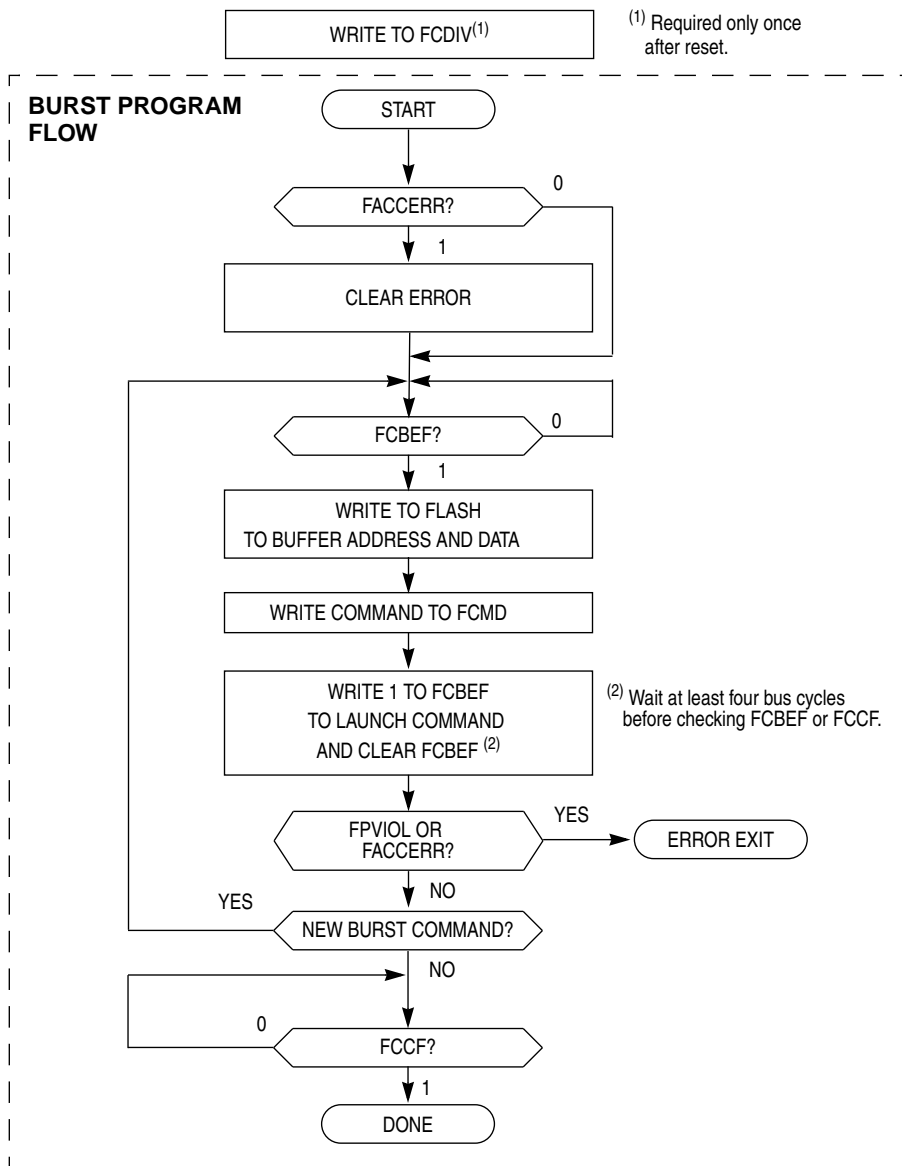 WRITE TO FCDIV(1)
(1) Required only once
after reset.
BURST PROGRAM
FLOW
START
FACCERR?
0
1
CLEAR ERROR
FCBEF?
0
1
WRITE TO FLASH
TO BUFFER ADDRESS AND DATA
WRITE COMMAND TO FCMD
WRITE 1 TO FCBEF
TO LAUNCH COMMAND
AND CLEAR FCBEF (2)
(2) Wait at least four bus cycles
before checking FCBEF or FCCF.
FPVIOL OR
FACCERR?
YES
ERROR EXIT
NO
YES
NEW BURST COMMAND?
NO
0
FCCF?
1
DONE